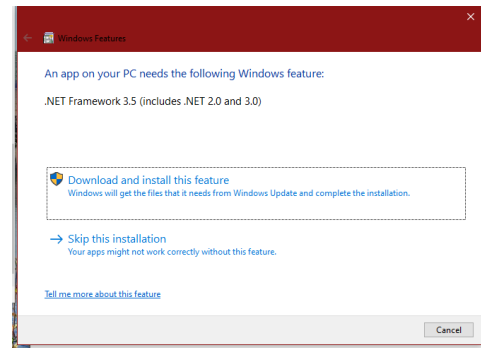 Windows Features
An app on your PC needs the following Windows feature:
.NET Framework 3.5 (includes .NET 2.0 and 3.0)
Download and install this feature
Windows will get the files that it needs from Windows Update and complete the installation.
Skip this installation
Your apps might not work correctly without this feature.
Tell me more about this feature
Cancel